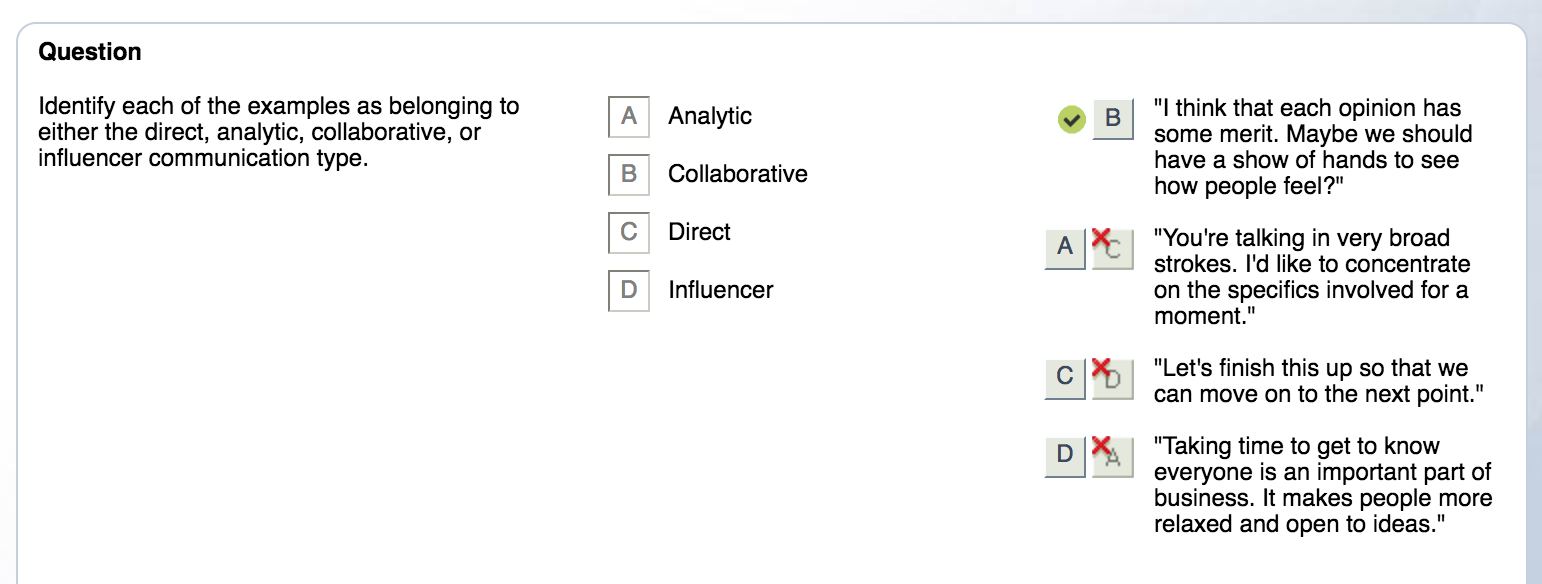 Question
Identify each of the examples as belonging to
either the direct, analytic, collaborative, or
influencer communication type.
A Analytic
B Collaborative
C Direct
D Influencer
B "I think that each opinion has
some merit. Maybe we should
have a show of hands to see
how people feel?"
A C "You're talking in very broad
strokes. I'd like to concentrate
on the specifics involved for a
moment."
C D "Let's finish this up so that we
can move on to the next point."
D A "Taking time to get to know
everyone is an important part of
business. It makes people more
relaxed and open to ideas."